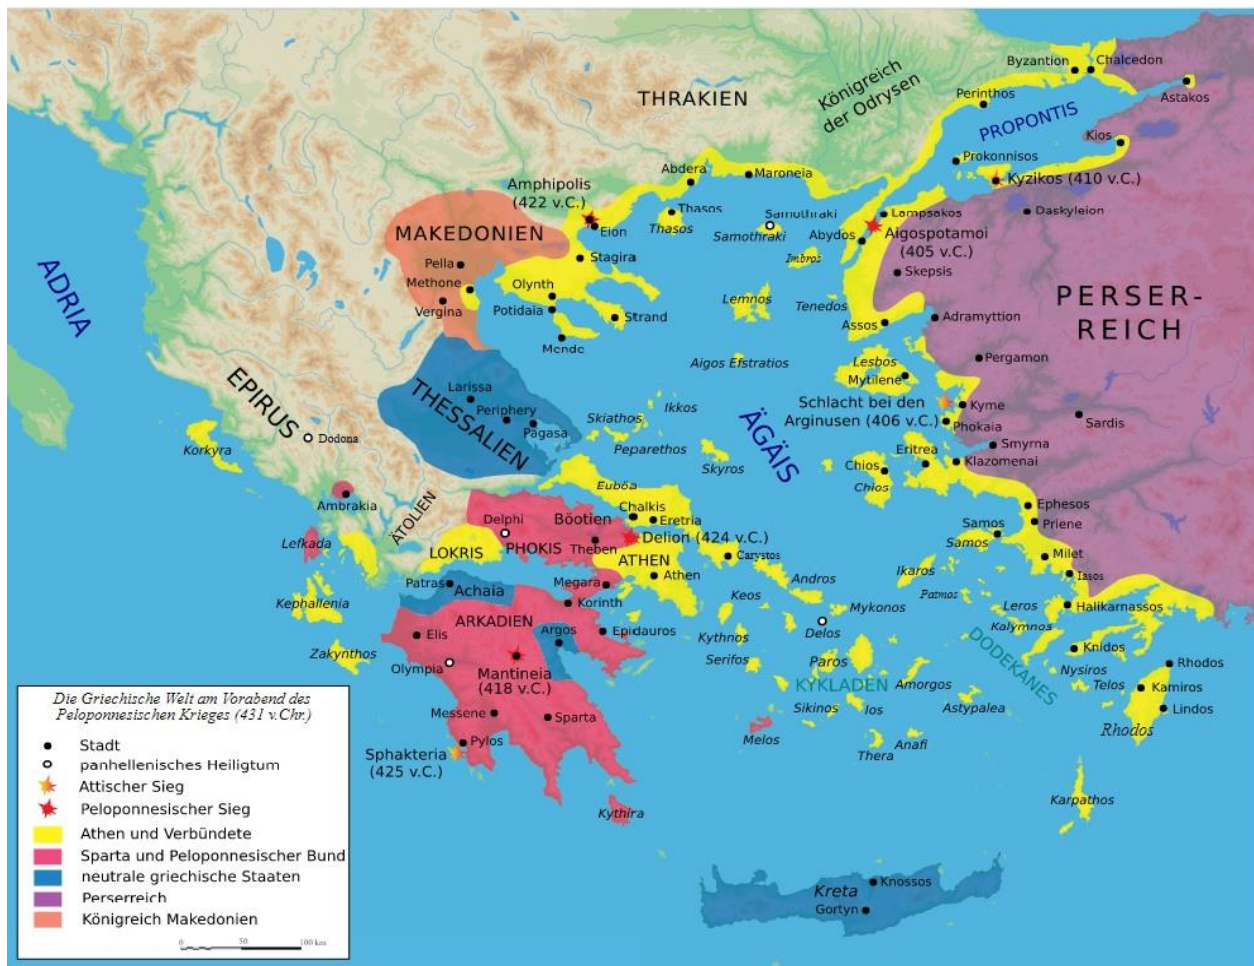 Byzantion
Chalcedon
THRAKIEN
Königreich
der Odrysen
Perinthos
Astakos
PROPONTIS
Kios
Prokonnisos
Abdera
Maroneia
Kyzikos (410 v.C.)
Amphipolis
(422 v.C.)
Thasos
Thasos
Samothraki
Samothraki
Lampsakos
Daskyleion
MAKEDONIEN
Eion
Abydos
Aigospotamoi
(405 v.C.)
Imbros
Stagira
Pella
Skepsis
ADRIA
Methone
Olynth
Lemnos
Tenedos
PERSER-
REICH
Vergina
Potidaia
Strand
Assos
Adramyttion
Mende
Aigos Efstratios
Pergamon
Lesbos
Mytilene
EPIRUS
THESSALIEN
Larissa
Periphery
Pagasa
Skiathos
Ikkos
Schlacht bei den
Arginusen (406 v.C.)
Kyme
Phokaia
Sardis
Dodona
Korkyra
Peparethos
ÄGÄIS
Skyros
Smyrna
Eritrea
Klazomenai
Chios
Chios
Euböa
Ambrakia
ÄTOLIEN
Chalkis
Eretria
Böotien
Delphi
Ephesos
Priene
Lefkada
LOKRIS
PHOKIS
Theben
Delion (424 v.C.)
ATHEN
Carystos
Samos
Samos
Milet
Iasos
Patras
Achaia
Megara
Athen
Andros
Ikaros
Patmos
Kephallenia
Korinth
Keos
Mykonos
Leros
Halikarnassos
Kalymnos
ARKADIEN
Elis
Argos
Epidauros
Kythnos
Delos
Zakynthos
Olympia
Mantineia
(418 v.C.)
Serifos
Paros
KYKLADEN
Amorgos
DODEKANES
Knidos
Nysiros
Telos
Rhodos
Kamiros
Lindos
Rhodos
Sikinos
Ios
Astypalea
Messene
Sparta
Pylos
Sphakteria
(425 v.C.)
Melos
Thera
Anafi
Kythira
Karpathos
Kreta
Knossos
Gortyn
Die Griechische Welt am Vorabend des
Peloponnesischen Krieges (431 v.Chr.)
Stadt
panhellenisches Heiligtum
Attischer Sieg
Peloponnesischer Sieg
Athen und Verbündete
Sparta und Peloponnesischer Bund
neutrale griechische Staaten
Perserreich
Königreich Makedonien
0 50 100 km